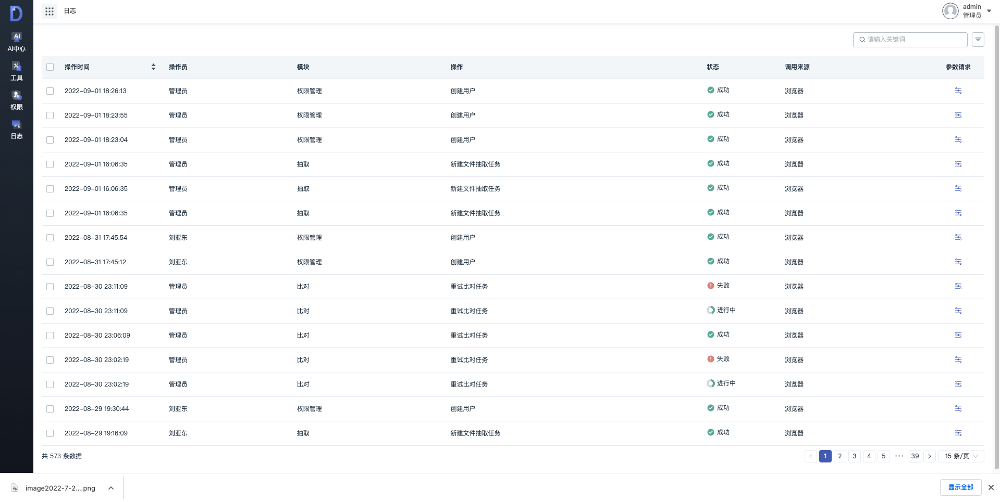 日志
admin
管理员
AI
AI中心
工具
权限
日志
请输入关键词
操作时间 操作员 模块 操作 状态 调用来源 参数请求
2022-09-01 18:26:13 管理员 权限管理 创建用户 成功 浏览器
2022-09-01 18:23:55 管理员 权限管理 创建用户 成功 浏览器
2022-09-01 18:23:04 管理员 权限管理 创建用户 成功 浏览器
2022-09-01 16:06:35 管理员 抽取 新建文件抽取任务 成功 浏览器
2022-09-01 16:06:35 管理员 抽取 新建文件抽取任务 成功 浏览器
2022-09-01 16:06:35 管理员 抽取 新建文件抽取任务 成功 浏览器
2022-08-31 17:45:54 刘亚东 权限管理 创建用户 成功 浏览器
2022-08-31 17:45:12 刘亚东 权限管理 创建用户 成功 浏览器
2022-08-30 23:11:09 管理员 比对 重试比对任务 失败 浏览器
2022-08-30 23:11:09 管理员 比对 重试比对任务 进行中 浏览器
2022-08-30 23:06:09 管理员 比对 重试比对任务 成功 浏览器
2022-08-30 23:02:19 管理员 比对 重试比对任务 失败 浏览器
2022-08-30 23:02:19 管理员 比对 重试比对任务 进行中 浏览器
2022-08-29 19:30:44 刘亚东 权限管理 创建用户 成功 浏览器
2022-08-29 19:16:09 刘亚东 抽取 新建文件抽取任务 成功 浏览器
共 573 条数据 < 1 2 3 4 5 ••• 39 > 15 条/页
image2022-7-2....png 显示全部